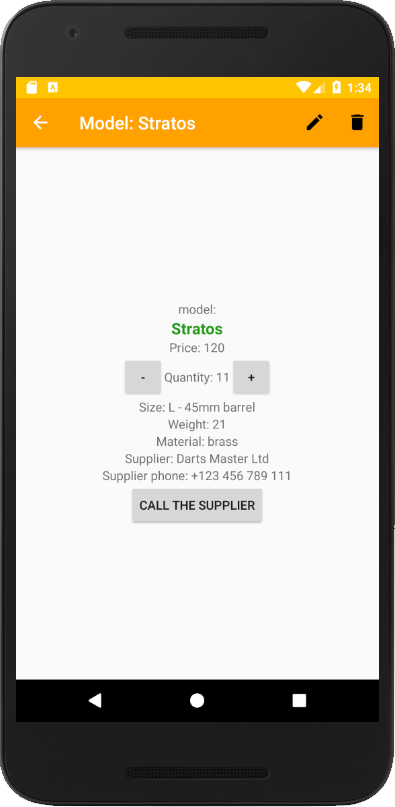 1:34
Model: Stratos
model:
Stratos
Price: 120
- Quantity: 11 +
Size: L - 45mm barrel
Weight: 21
Material: brass
Supplier: Darts Master Ltd
Supplier phone: +123 456 789 111
CALL THE SUPPLIER